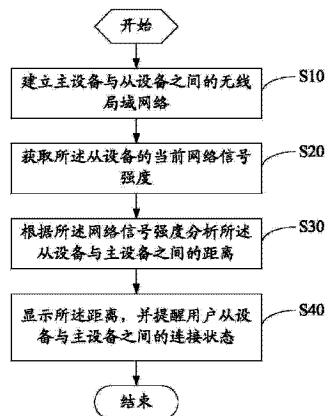 开始
建立主设备与从设备之间的无线
局域网络
S10
获取所述从设备的当前网络信号
强度
S20
根据所述网络信号强度分析所述
从设备与主设备之间的距离
S30
显示所述距离，并提醒用户从设
备与主设备之间的连接状态
S40
结束